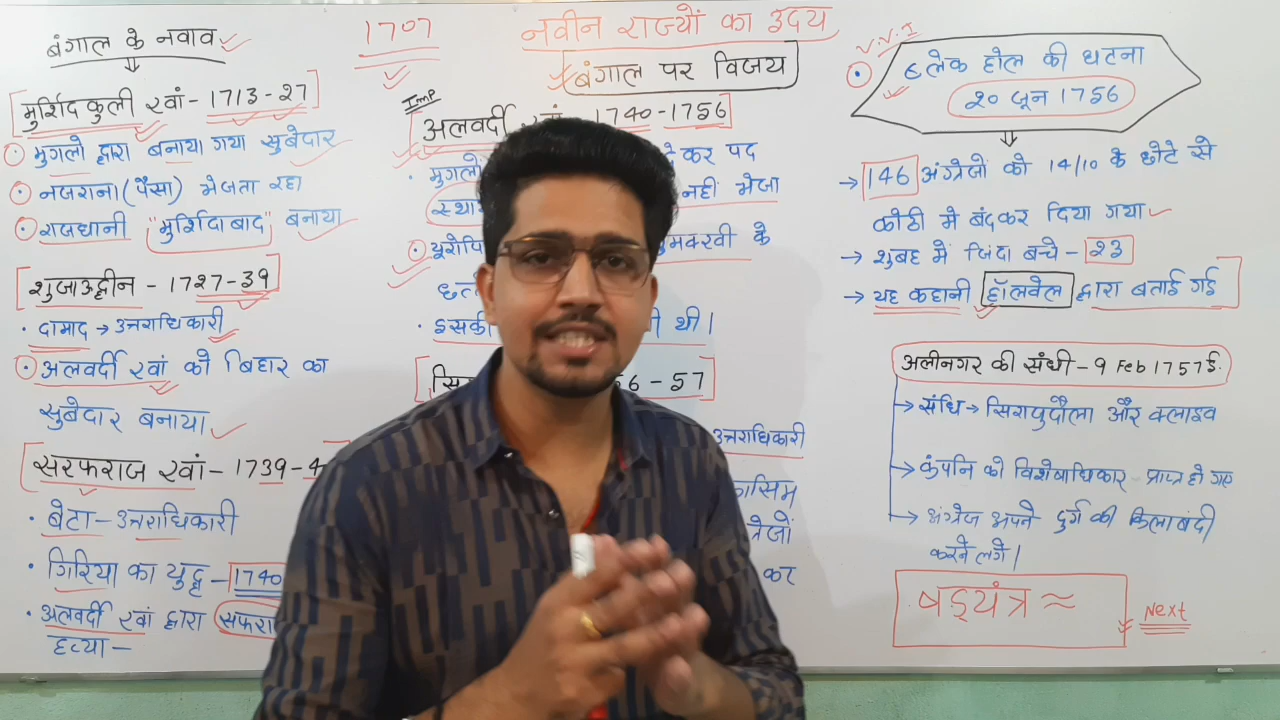 1707
नवीन राज्यों का उदय
बंगाल पर विजय
बंगाल के नवाब
मुर्शिद कुली खां - 1713-27
मुगलो द्वारा बनाया गया सुबेदार
नजराना (पैसा) भेजता रहा
राजधानी "मुर्शिदाबाद" बनाया
शुजाउद्दीन - 1727-39
दामाद → उत्तराधिकारी
अलवर्दी खां को बिहार का
सुबेदार बनाया
सरफराज खां - 1739-4
बेटा - उत्तराधिकारी
गिरिया का युद्ध - 1740
अलवर्दी खां द्वारा सफरा
हत्या -
Imp
अलवर्दी 1740-1756
मुगलो कर पद
नही भेजा
के
इसकी थी।
56-57
उत्तराधिकारी
कर
V.V.I
ब्लेक होल की घटना
20 जून 1756
→ 146 अंग्रेजो को 14/10 के छोटे से
कोठी मे बंदकर दिया गया
→ शुबह मे जिंदा बच्चे - 23
→ यह कहानी हॉलवेल द्वारा बताई गई
अलीनगर की संधी - 9 Feb 1757ई.
→ संधि → सिराजुदौला और क्लाइव
→ कंपनि को विशेषाधिकार प्राप्त हो गए
→ अंग्रेज अपने दुर्ग की किलाबंदी
करने लगे।
षड्यंत्र ≈
Next